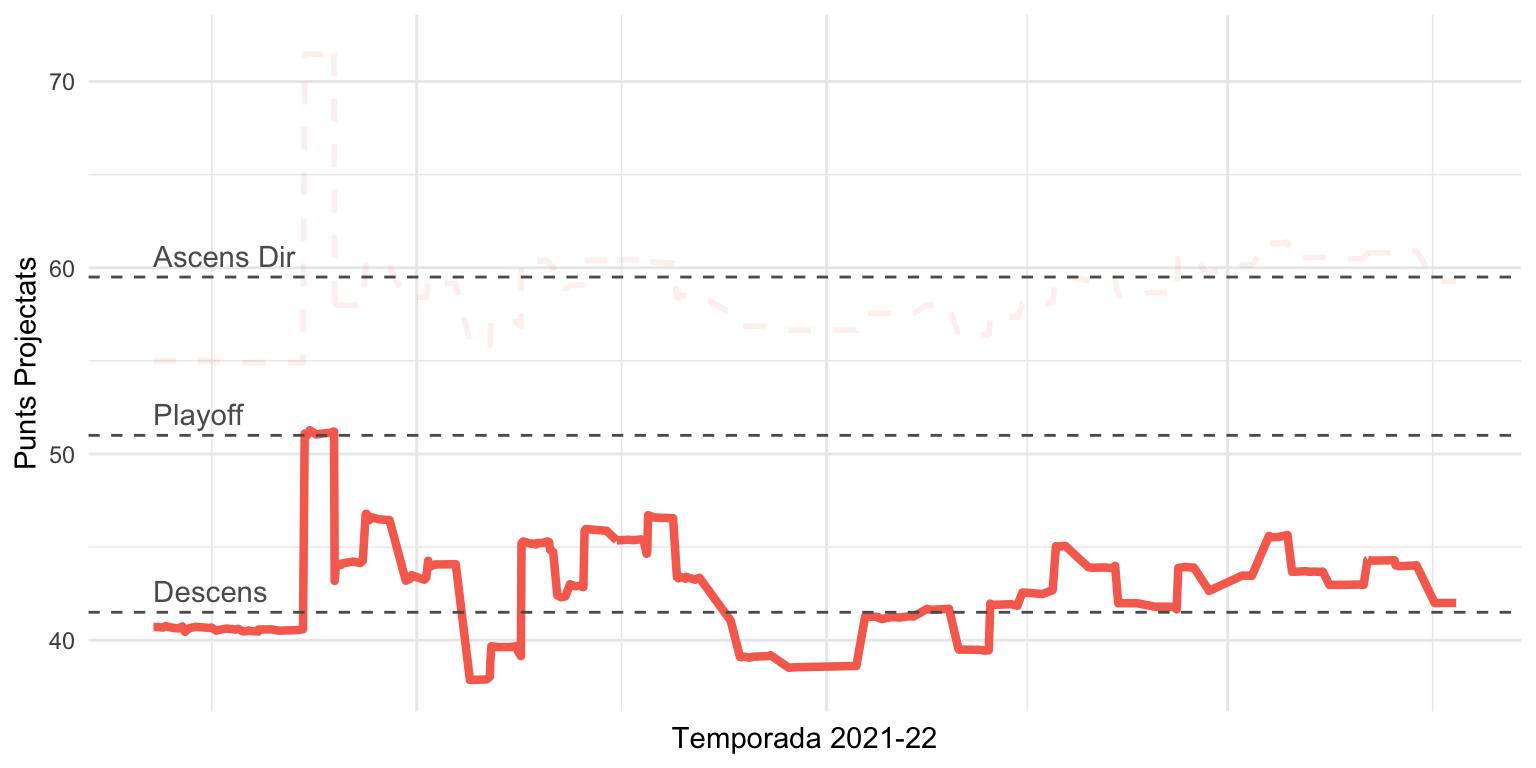 70
Ascens Dir
60
Playoff
50
Descens
40
Punts Projectats
Temporada 2021-22